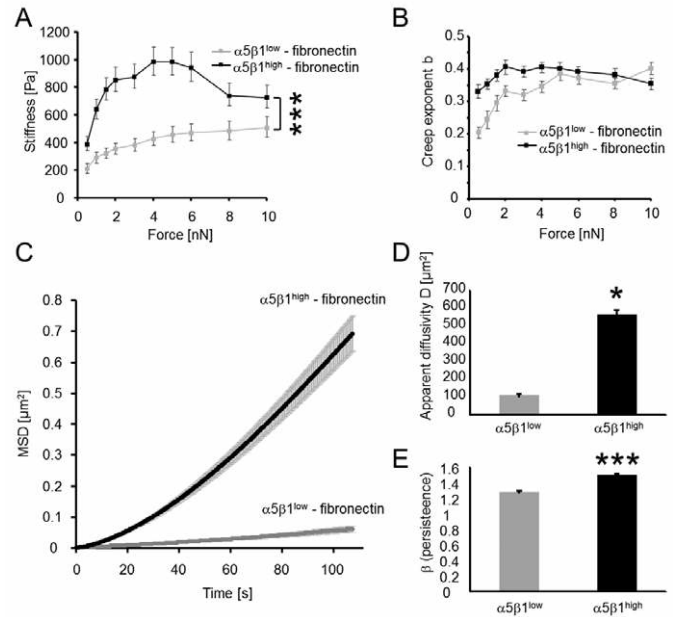 A
1200
1000
800
600
400
200
0
Stiffness [Pa]
α5β1low - fibronectin
α5β1high - fibronectin
***
0 2 4 6 8 10
Force [nN]
B
0.5
0.4
0.3
0.2
0.1
0
Creep exponent b
α5β1low - fibronectin
α5β1high - fibronectin
0 2 4 6 8 10
Force [nN]
C
0.8
0.7
0.6
0.5
0.4
0.3
0.2
0.1
0
MSD [µm²]
α5β1high - fibronectin
α5β1low - fibronectin
0 20 40 60 80 100
Time [s]
D
700
600
500
400
300
200
100
0
Apparent diffusivity D [µm²]
*
α5β1low α5β1high
E
1.6
1.4
1.2
1
0.8
0.6
0.4
0.2
0
β (persisteence)
***
α5β1low α5β1high